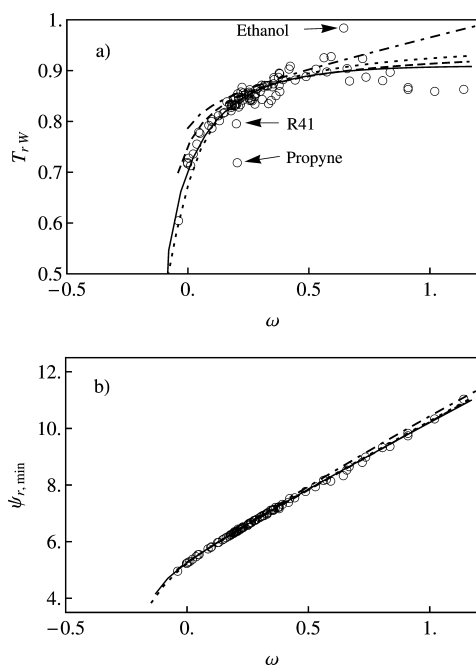 a)
Ethanol
R41
Propyne
1.
0.9
0.8
0.7
0.6
0.5
T_{r W}
−0.5
0.
0.5
1.
ω
b)
12.
10.
8.
6.
4.
ψ_{r, min}
−0.5
0.
0.5
1.
ω